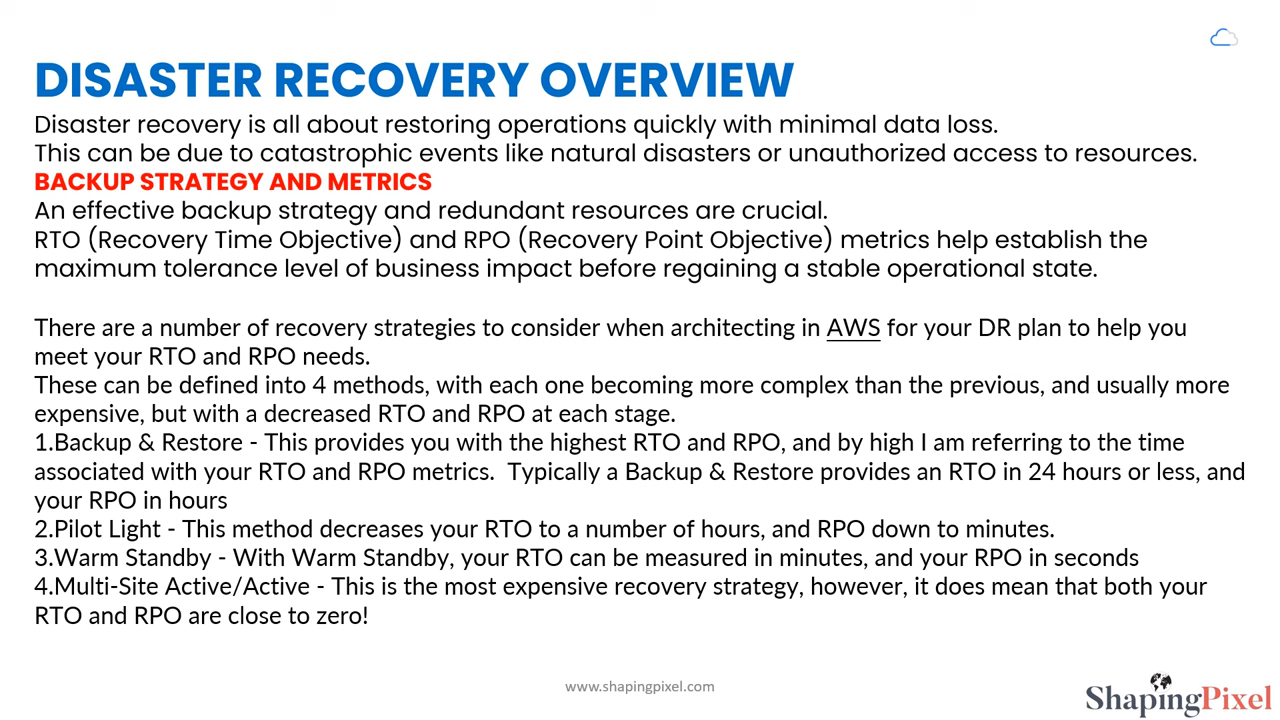 DISASTER RECOVERY OVERVIEW
Disaster recovery is all about restoring operations quickly with minimal data loss.
This can be due to catastrophic events like natural disasters or unauthorized access to resources.
BACKUP STRATEGY AND METRICS
An effective backup strategy and redundant resources are crucial.
RTO (Recovery Time Objective) and RPO (Recovery Point Objective) metrics help establish the
maximum tolerance level of business impact before regaining a stable operational state.
There are a number of recovery strategies to consider when architecting in AWS for your DR plan to help you
meet your RTO and RPO needs.
These can be defined into 4 methods, with each one becoming more complex than the previous, and usually more
expensive, but with a decreased RTO and RPO at each stage.
1.Backup & Restore - This provides you with the highest RTO and RPO, and by high I am referring to the time
associated with your RTO and RPO metrics.  Typically a Backup & Restore provides an RTO in 24 hours or less, and
your RPO in hours
2.Pilot Light - This method decreases your RTO to a number of hours, and RPO down to minutes.
3.Warm Standby - With Warm Standby, your RTO can be measured in minutes, and your RPO in seconds
4.Multi-Site Active/Active - This is the most expensive recovery strategy, however, it does mean that both your
RTO and RPO are close to zero!
www.shapingpixel.com
ShapingPixel